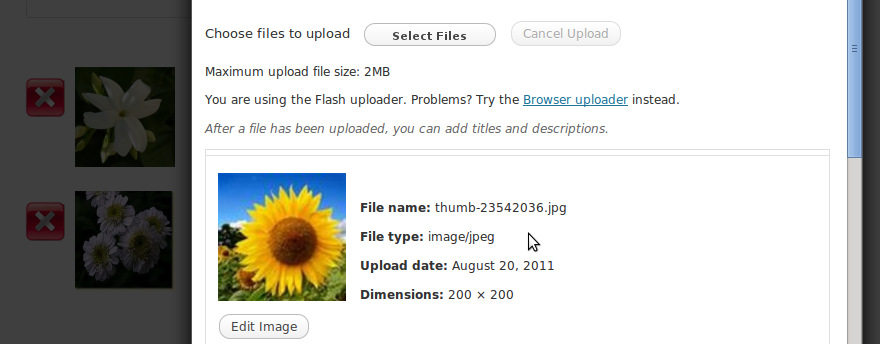 Choose files to upload Select Files Cancel Upload
Maximum upload file size: 2MB
You are using the Flash uploader. Problems? Try the Browser uploader instead.
After a file has been uploaded, you can add titles and descriptions.
File name: thumb-23542036.jpg
File type: image/jpeg
Upload date: August 20, 2011
Dimensions: 200 × 200
Edit Image